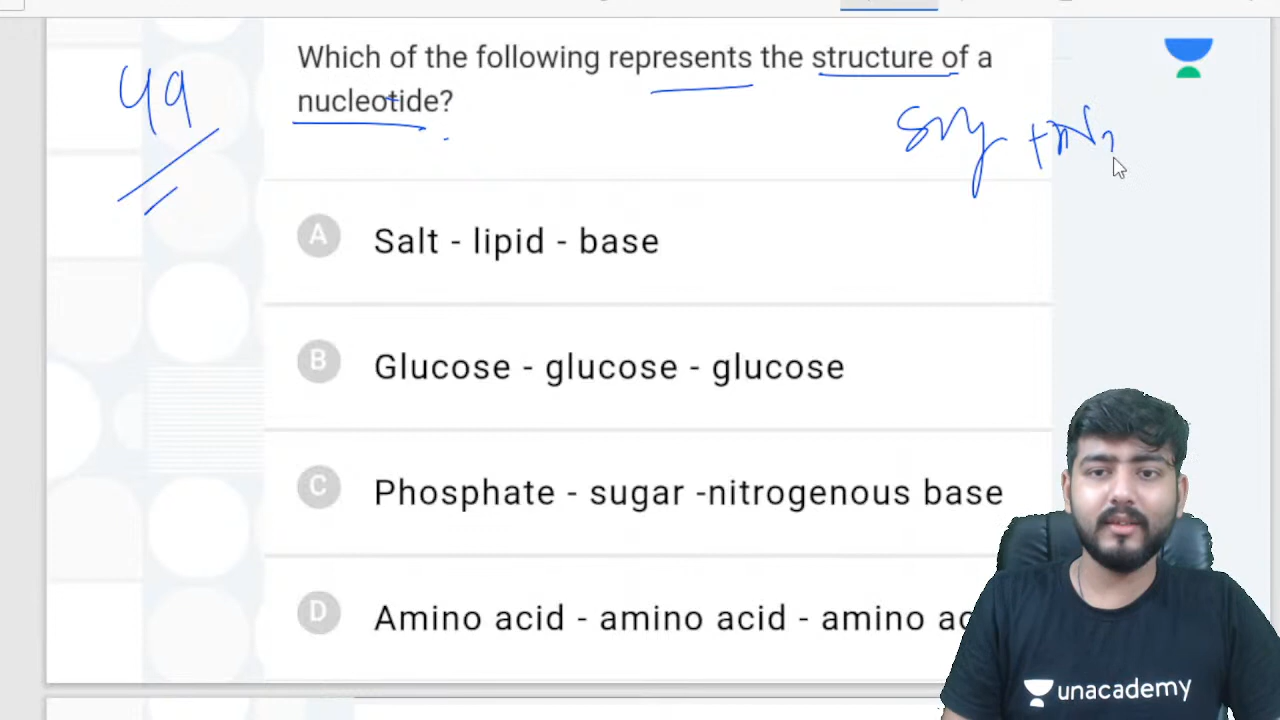 Which of the following represents the structure of a
nucleotide?
49
A
Salt - lipid - base
B
Glucose - glucose - glucose
C
Phosphate - sugar -nitrogenous base
D
Amino acid - amino acid - amino ac
unacademy